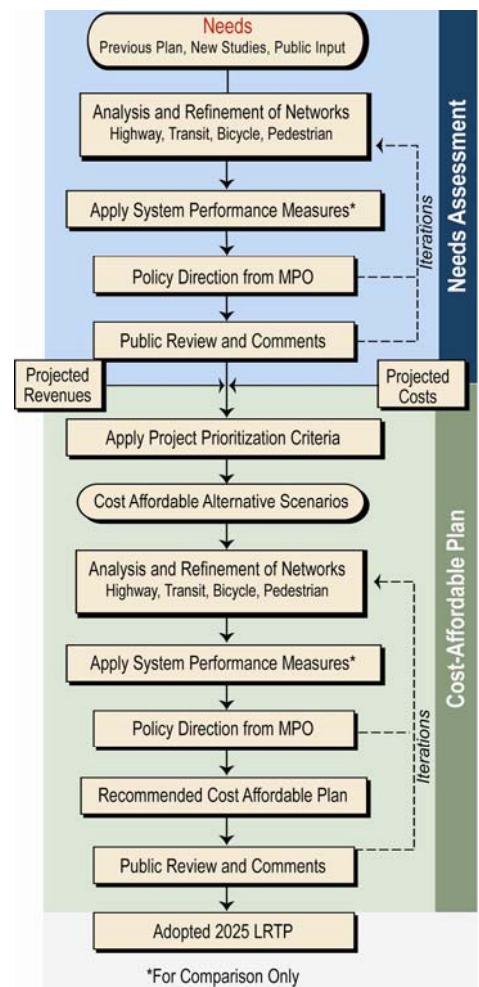 Needs
Previous Plan, New Studies, Public Input
Analysis and Refinement of Networks
Highway, Transit, Bicycle, Pedestrian
Apply System Performance Measures*
Policy Direction from MPO
Public Review and Comments
Iterations
Needs Assessment
Projected
Revenues
Projected
Costs
Apply Project Prioritization Criteria
Cost Affordable Alternative Scenarios
Analysis and Refinement of Networks
Highway, Transit, Bicycle, Pedestrian
Apply System Performance Measures*
Policy Direction from MPO
Recommended Cost Affordable Plan
Public Review and Comments
Iterations
Cost-Affordable Plan
Adopted 2025 LRTP
*For Comparison Only